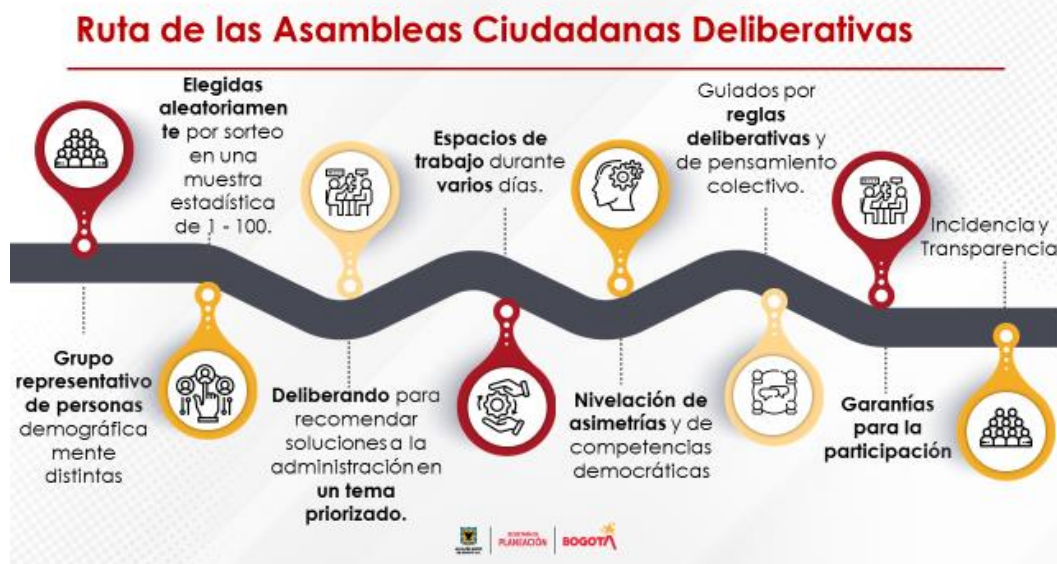 Ruta de las Asambleas Ciudadanas Deliberativas
Grupo
representativo
de personas
demográfica
mente
distintas
Elegidas
aleatoriamen
te por sorteo
en una
muestra
estadística
de 1 - 100.
Deliberando para
recomendar
soluciones a la
administración en
un tema
priorizado.
Espacios de
trabajo durante
varios días.
Nivelación de
asimetrías y de
competencias
democráticas
Guiados por
reglas
deliberativas y
de pensamiento
colectivo.
Garantías
para la
participación
Incidencia y
Transparencia
SECRETARÍA DE
PLANEACIÓN
BOGOTÁ